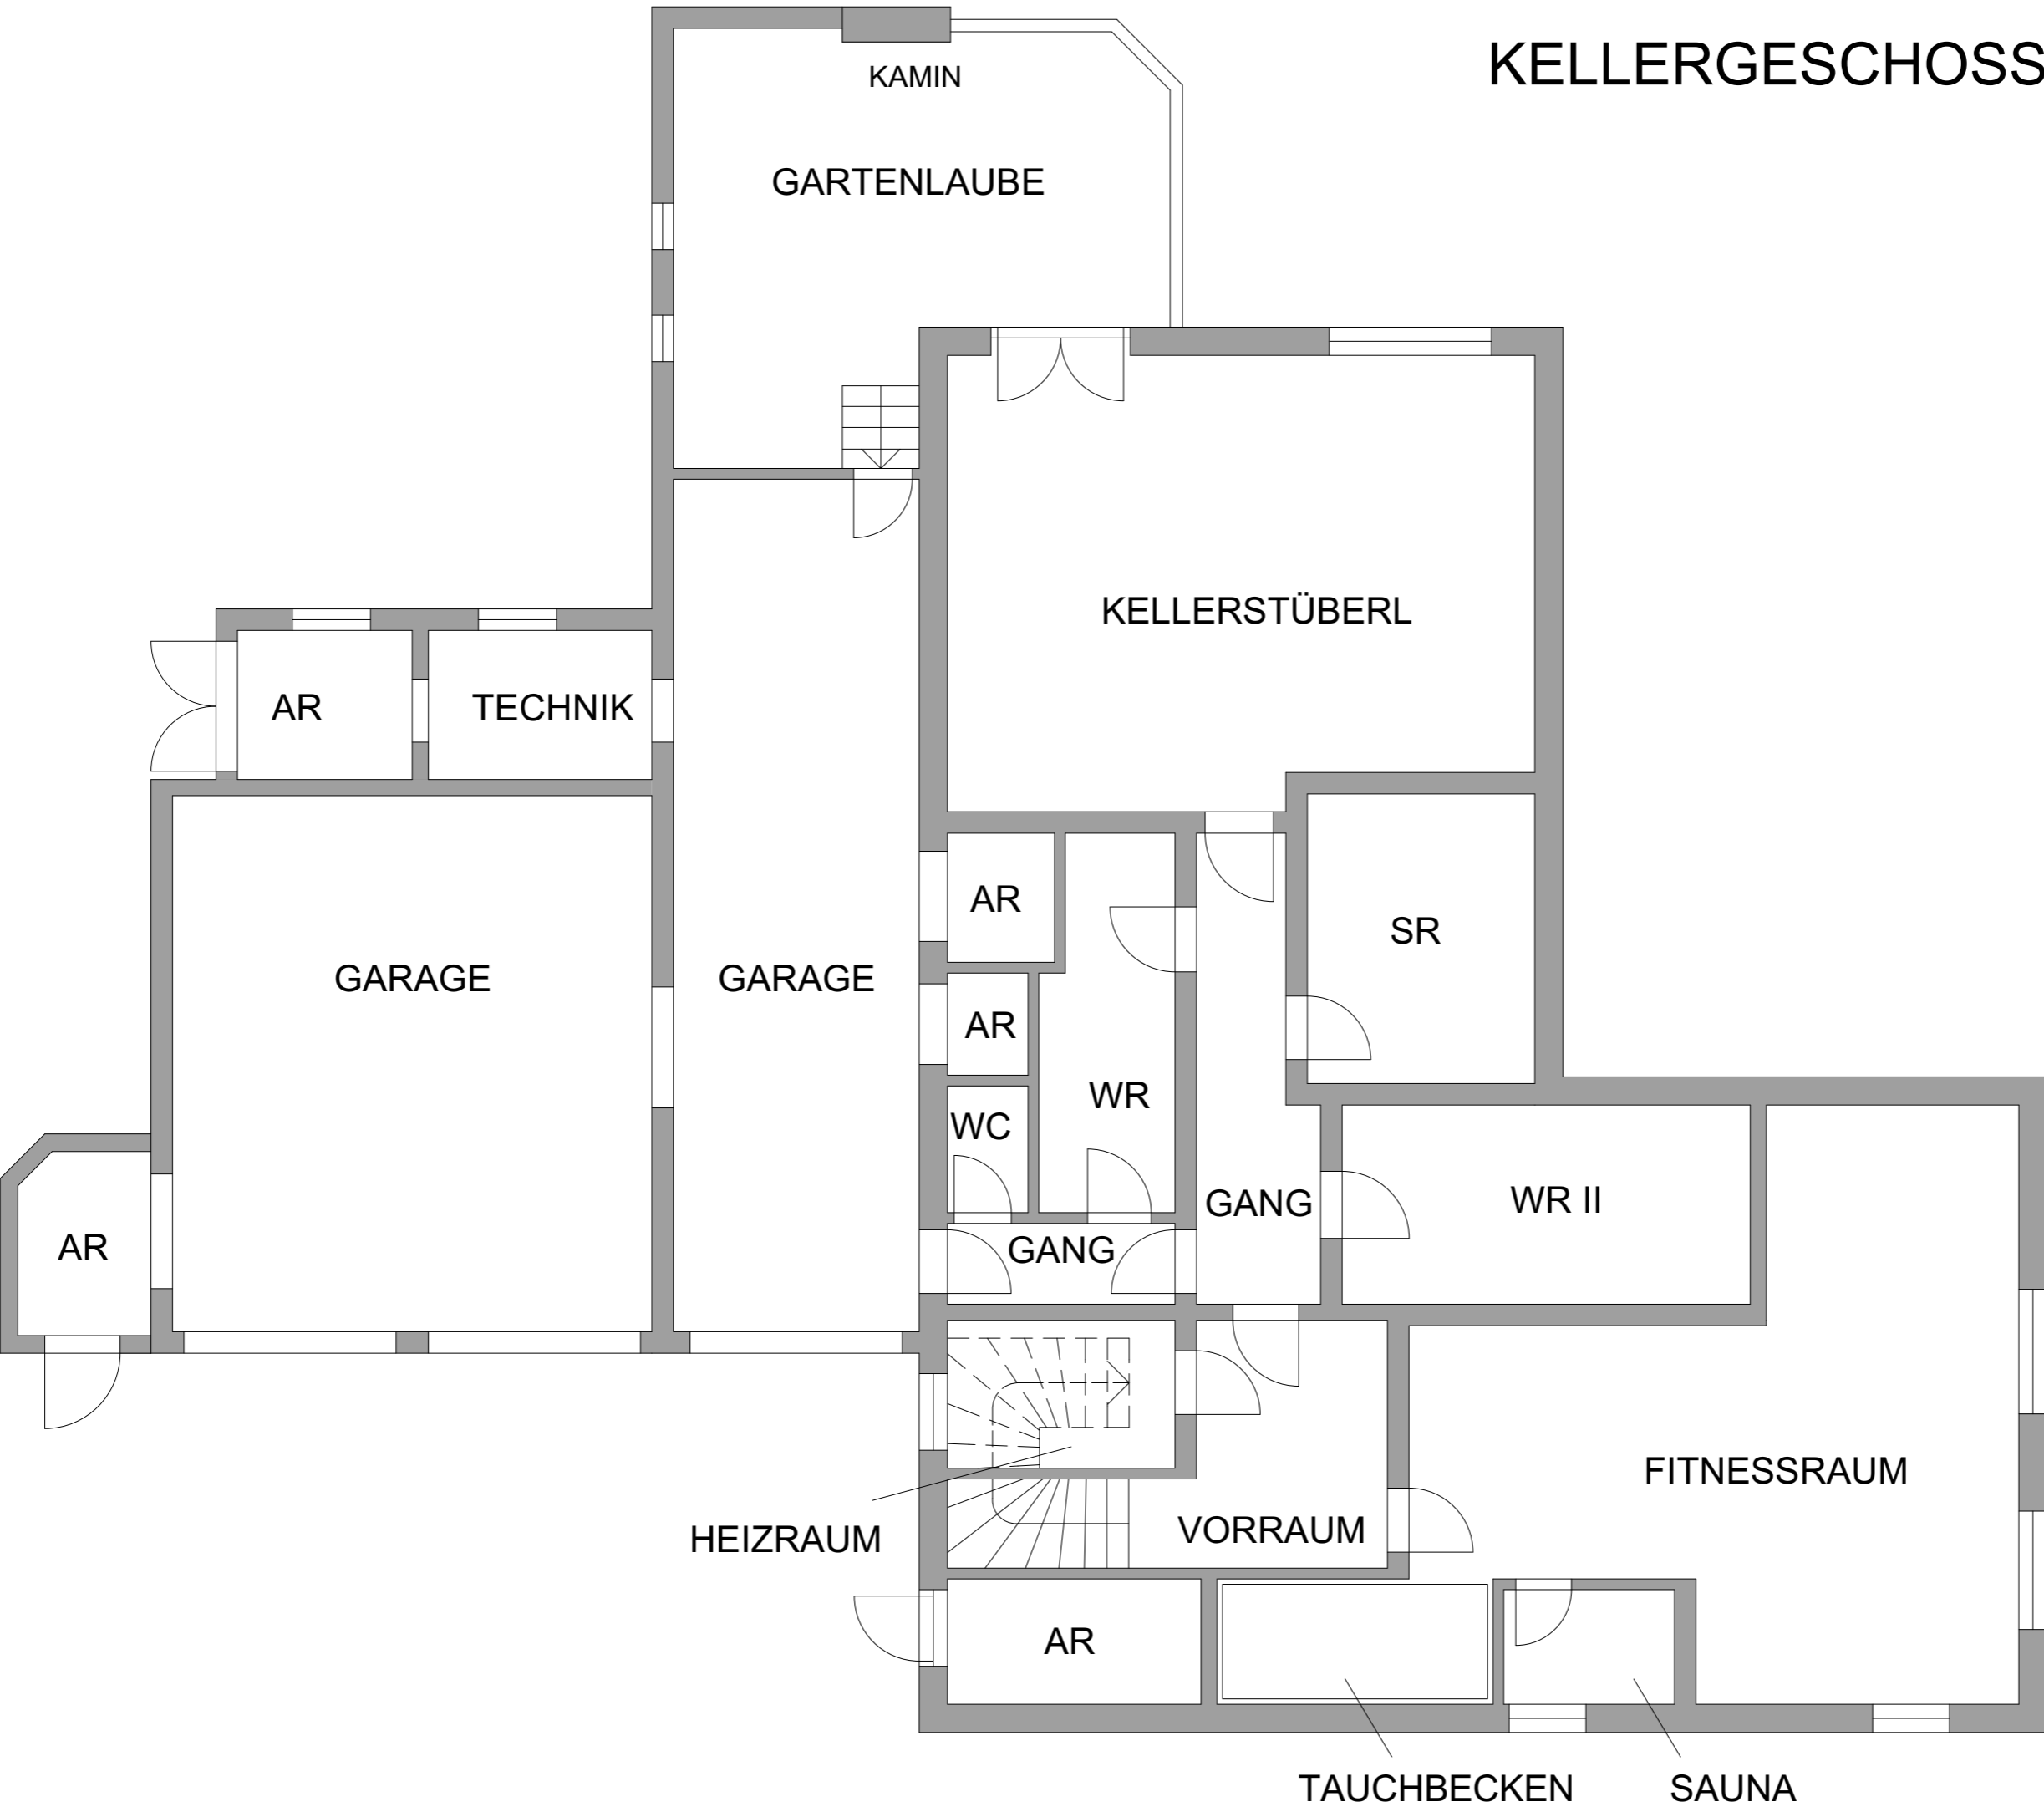 KELLERGESCHOSS
KAMIN
GARTENLAUBE
KELLERSTÜBERL
AR
TECHNIK
AR
SR
GARAGE
GARAGE
AR
WR
WC
WR II
GANG
AR
GANG
FITNESSRAUM
VORRAUM
HEIZRAUM
AR
TAUCHBECKEN
SAUNA